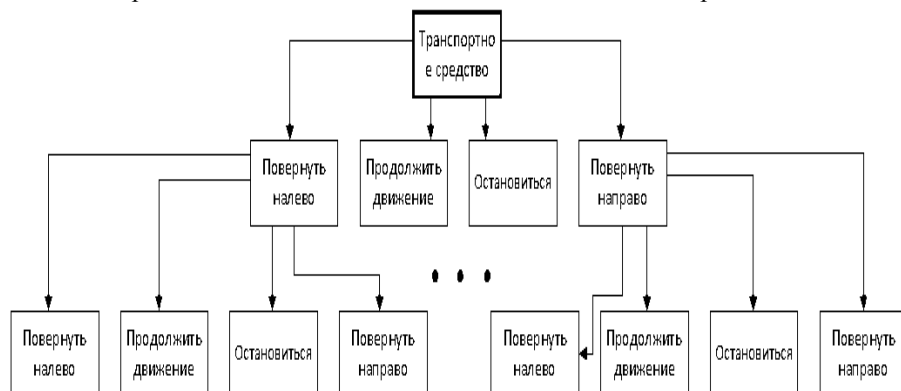 Транспортно
е средство
Повернуть
налево
Продолжить
движение
Остановиться
Повернуть
направо
Повернуть
налево
Продолжить
движение
Остановиться
Повернуть
направо
Повернуть
налево
Продолжить
движение
Остановиться
Повернуть
направо